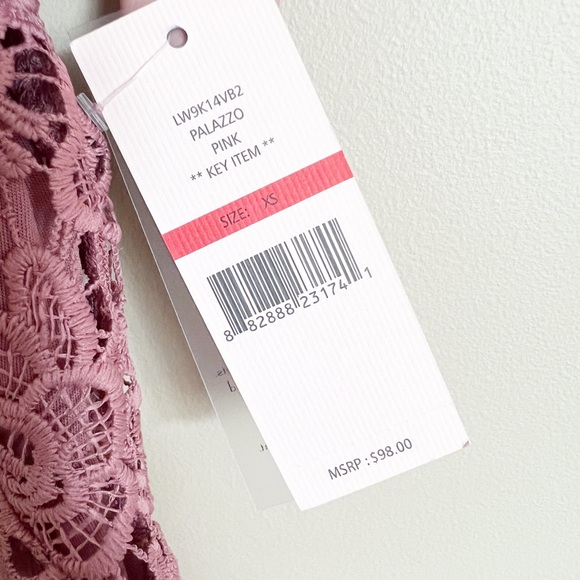 LW9K14VB2
PALAZZO
PINK
** KEY ITEM **
SIZE: XS
8 82888 23174 1
MSRP : $98.00